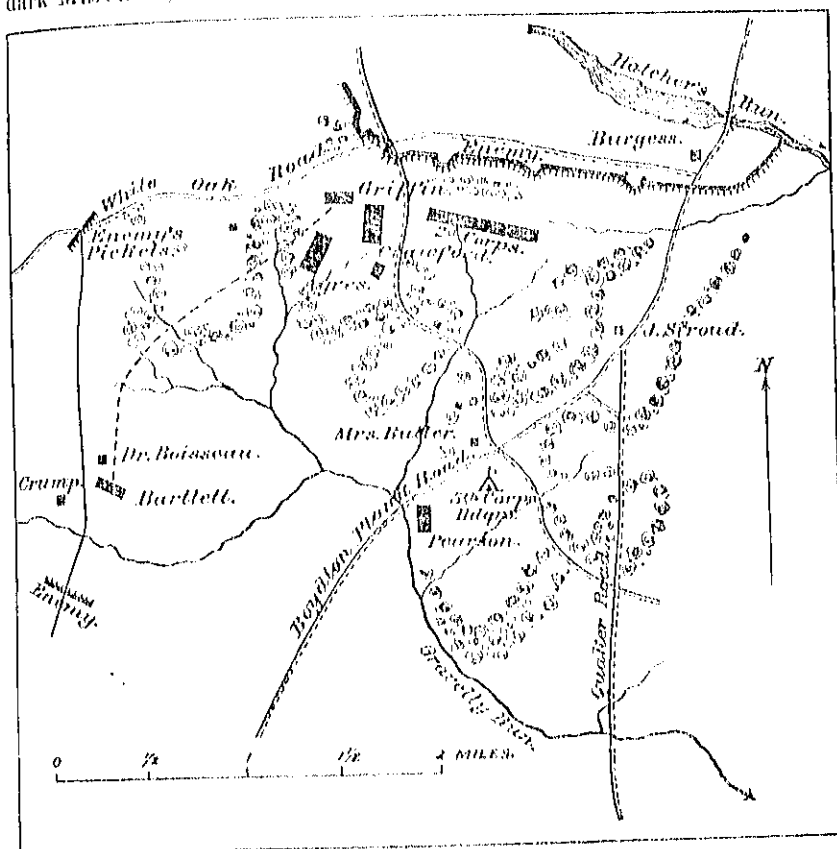 dark
Hatcher's Run.
Burgess.
Enemy.
White Oak Road
Griffin.
Enemy's
Pickets.
2d Corps.
Crawford.
Ayres.
J. Stroud.
N
Mrs. Butler.
Dr. Boisseau.
Crump.
Bartlett.
Boydton Plank Road.
5th Corps
Hdqrs.
Pearson.
Enemy.
Quaker Road
Gravelly Run.
0 1/2 1 1 1/2 2 MILES.